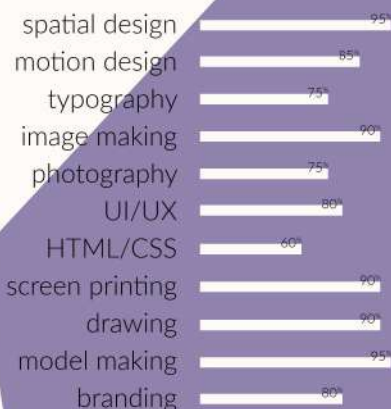 spatial design 95%
motion design 85%
typography 75%
image making 90%
photography 75%
UI/UX 80%
HTML/CSS 60%
screen printing 90%
drawing 90%
model making 95%
branding 80%